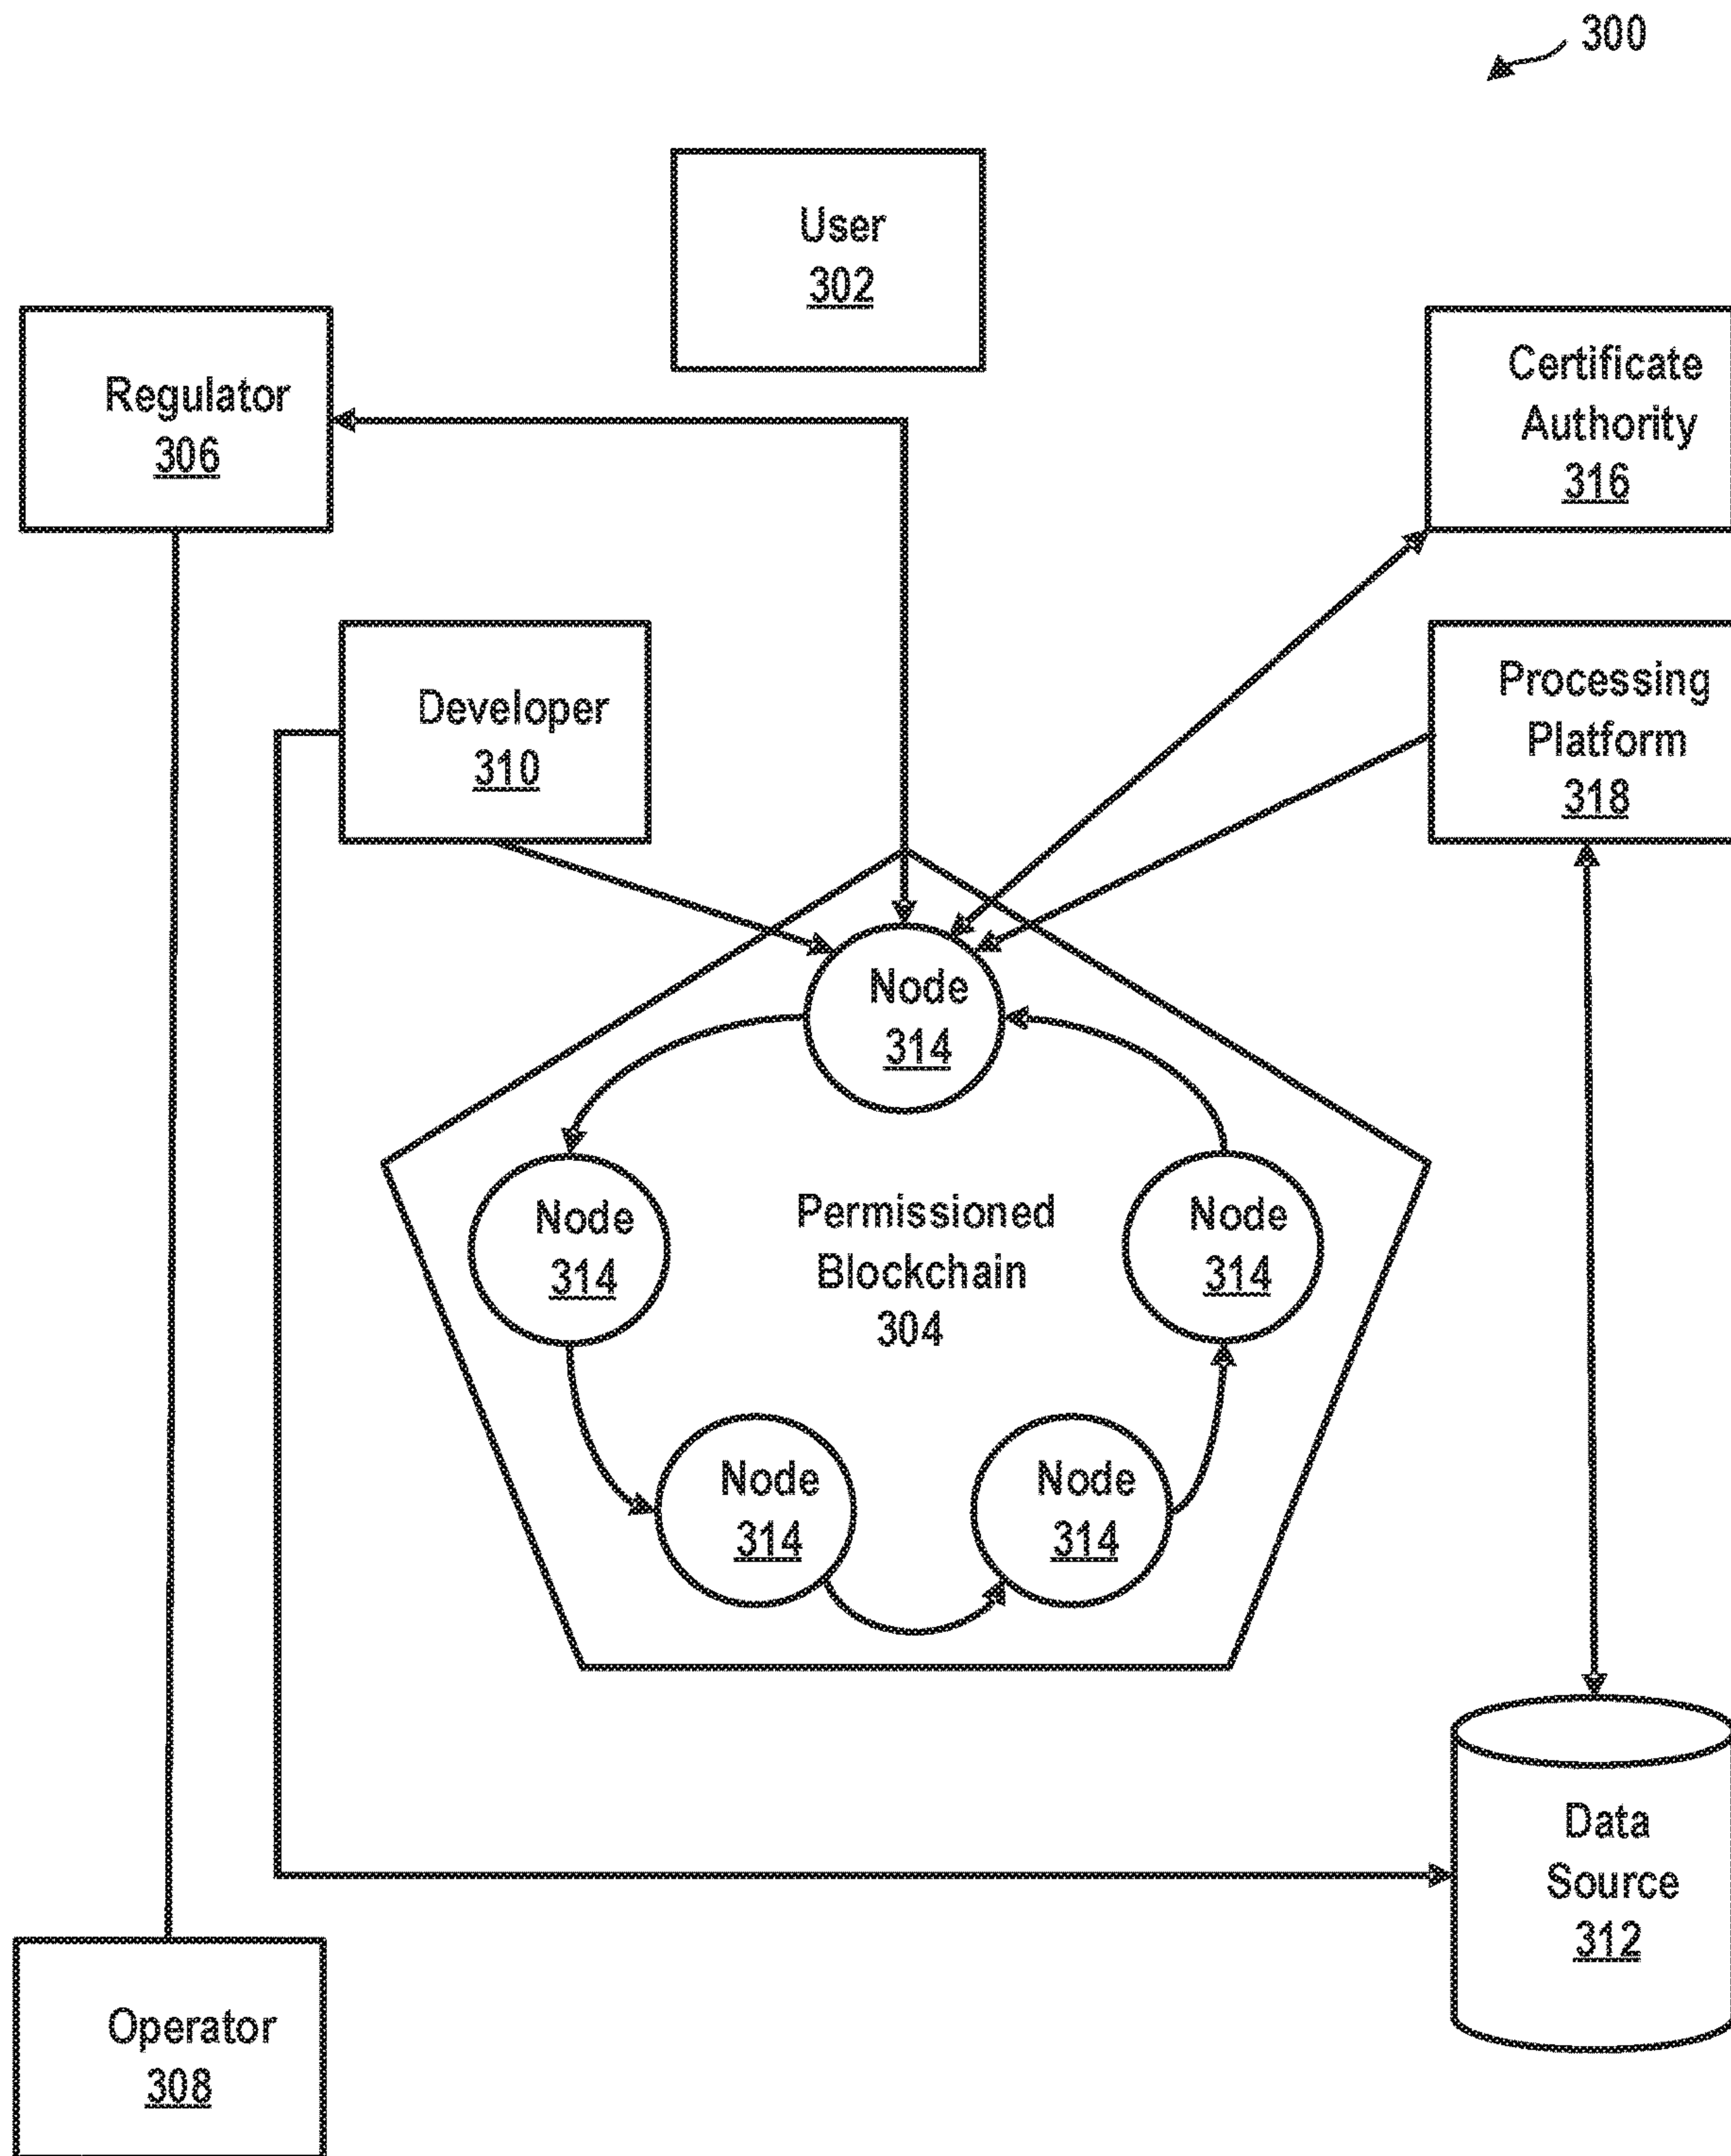 300
User
302
Regulator
306
Certificate
Authority
316
Developer
310
Processing
Platform
318
Node
314
Node
314
Permissioned
Blockchain
304
Node
314
Node
314
Node
314
Data
Source
312
Operator
308